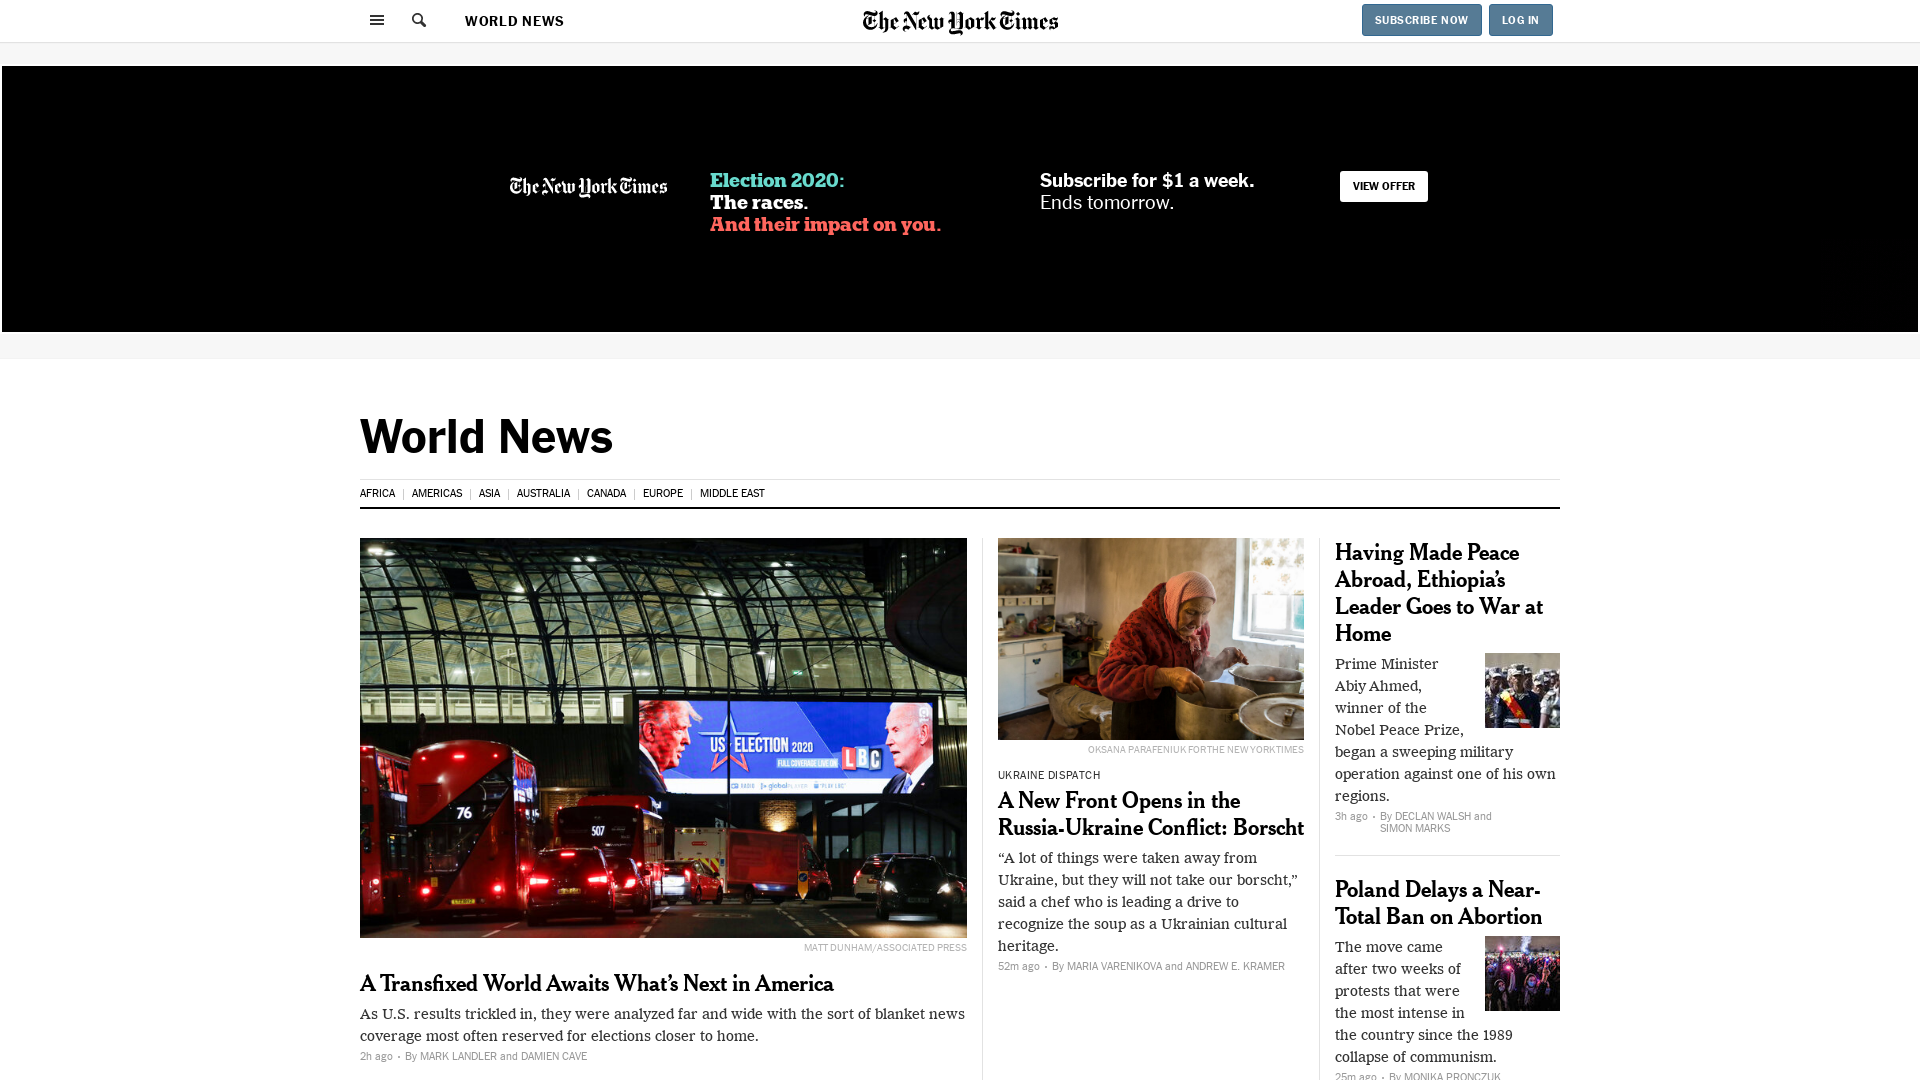 WORLD NEWS
The New York Times
SUBSCRIBE NOW
LOG IN
The New York Times
Election 2020:
The races.
And their impact on you.
Subscribe for $1 a week.
Ends tomorrow.
VIEW OFFER
World News
AFRICA
AMERICAS
ASIA
AUSTRALIA
CANADA
EUROPE
MIDDLE EAST
76
507
US ELECTION 2020
FULL COVERAGE LIVE ON
LBC
MATT DUNHAM/ASSOCIATED PRESS
A Transfixed World Awaits What’s Next in America
As U.S. results trickled in, they were analyzed far and wide with the sort of blanket news
coverage most often reserved for elections closer to home.
2h ago • By MARK LANDLER and DAMIEN CAVE
OKSANA PARAFENIUK FOR THE NEW YORK TIMES
UKRAINE DISPATCH
A New Front Opens in the
Russia-Ukraine Conflict: Borscht
“A lot of things were taken away from
Ukraine, but they will not take our borscht,”
said a chef who is leading a drive to
recognize the soup as a Ukrainian cultural
heritage.
52m ago • By MARIA VARENIKOVA and ANDREW E. KRAMER
Having Made Peace
Abroad, Ethiopia’s
Leader Goes to War at
Home
Prime Minister
Abiy Ahmed,
winner of the
Nobel Peace Prize,
began a sweeping military
operation against one of his own
regions.
3h ago • By DECLAN WALSH and
SIMON MARKS
Poland Delays a Near-
Total Ban on Abortion
The move came
after two weeks of
protests that were
the most intense in
the country since the 1989
collapse of communism.
25m ago • By MONIKA PRONCZUK